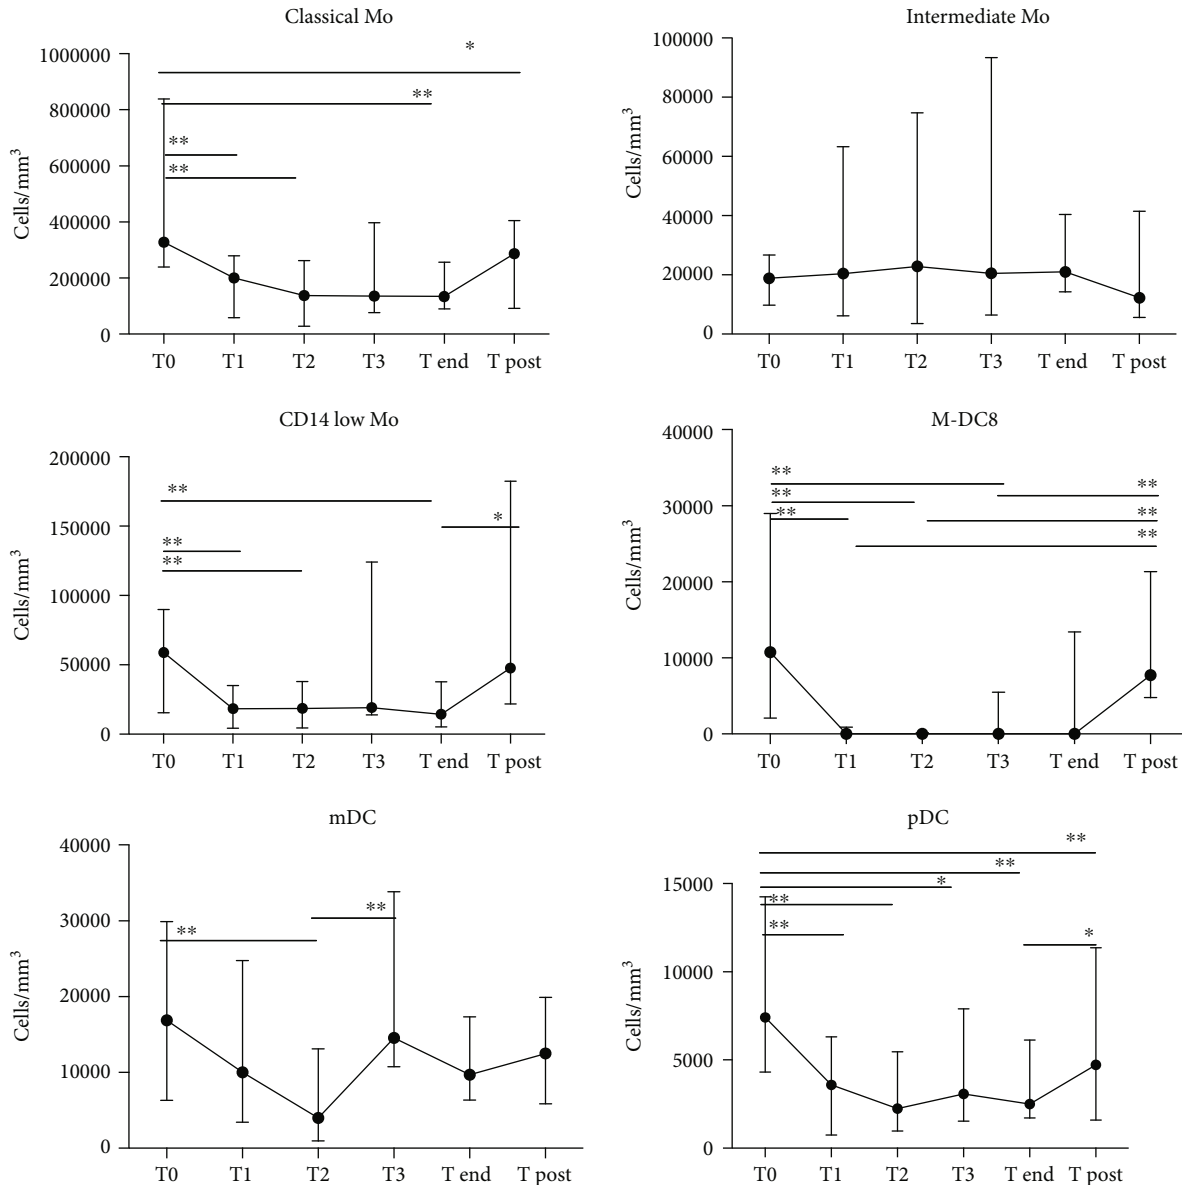 Classical Mo
Cells/mm³
1000000
800000
600000
400000
200000
0
*
**
**
**
T0 T1 T2 T3 T end T post
Intermediate Mo
Cells/mm³
100000
80000
60000
40000
20000
0
T0 T1 T2 T3 T end T post
CD14 low Mo
Cells/mm³
200000
150000
100000
50000
0
**
*
**
**
T0 T1 T2 T3 T end T post
M-DC8
Cells/mm³
40000
30000
20000
10000
0
**
**
**
**
**
**
T0 T1 T2 T3 T end T post
mDC
Cells/mm³
40000
30000
20000
10000
0
**
**
T0 T1 T2 T3 T end T post
pDC
Cells/mm³
15000
10000
5000
0
**
**
*
**
**
*
T0 T1 T2 T3 T end T post